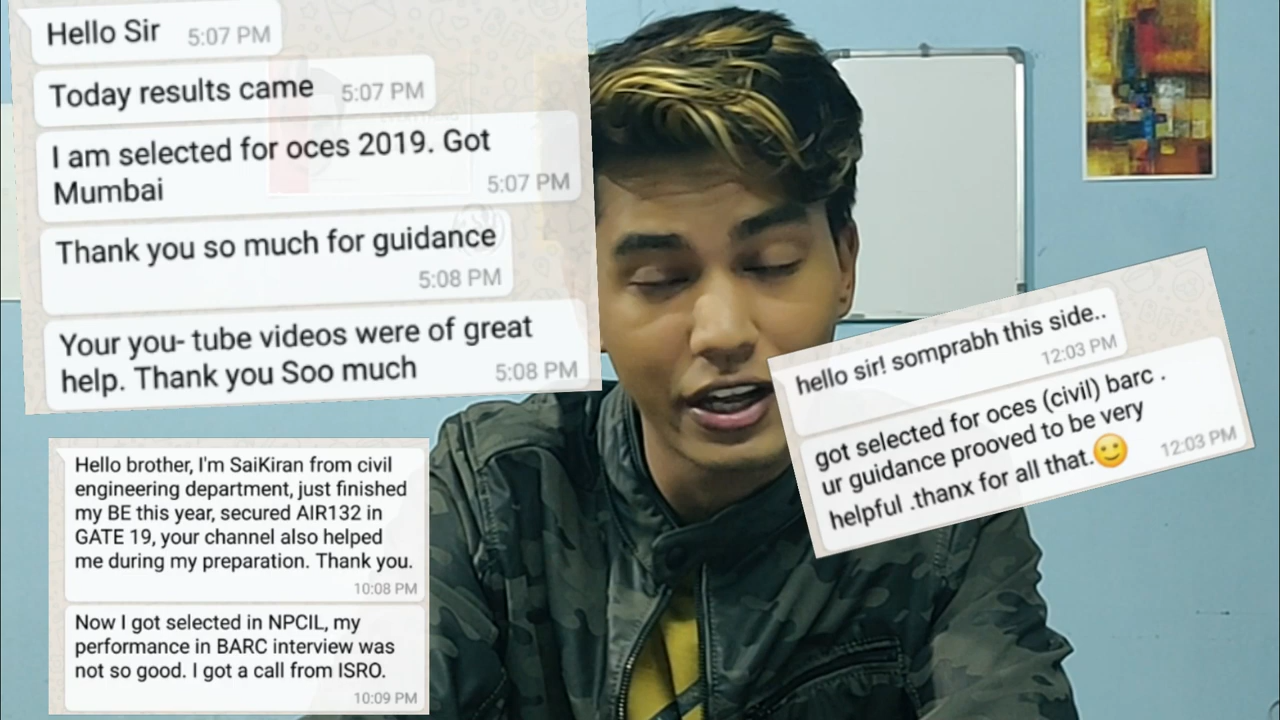 Hello Sir 5:07 PM
Today results came 5:07 PM
I am selected for oces 2019. Got
Mumbai 5:07 PM
Thank you so much for guidance
5:08 PM
Your you- tube videos were of great
help. Thank you Soo much 5:08 PM
Hello brother, I'm SaiKiran from civil
engineering department, just finished
my BE this year, secured AIR132 in
GATE 19, your channel also helped
me during my preparation. Thank you.
10:08 PM
Now I got selected in NPCIL, my
performance in BARC interview was
not so good. I got a call from ISRO.
10:09 PM
hello sir! somprabh this side..
12:03 PM
got selected for oces (civil) barc .
ur guidance prooved to be very
helpful .thanx for all that.🙂 12:03 PM